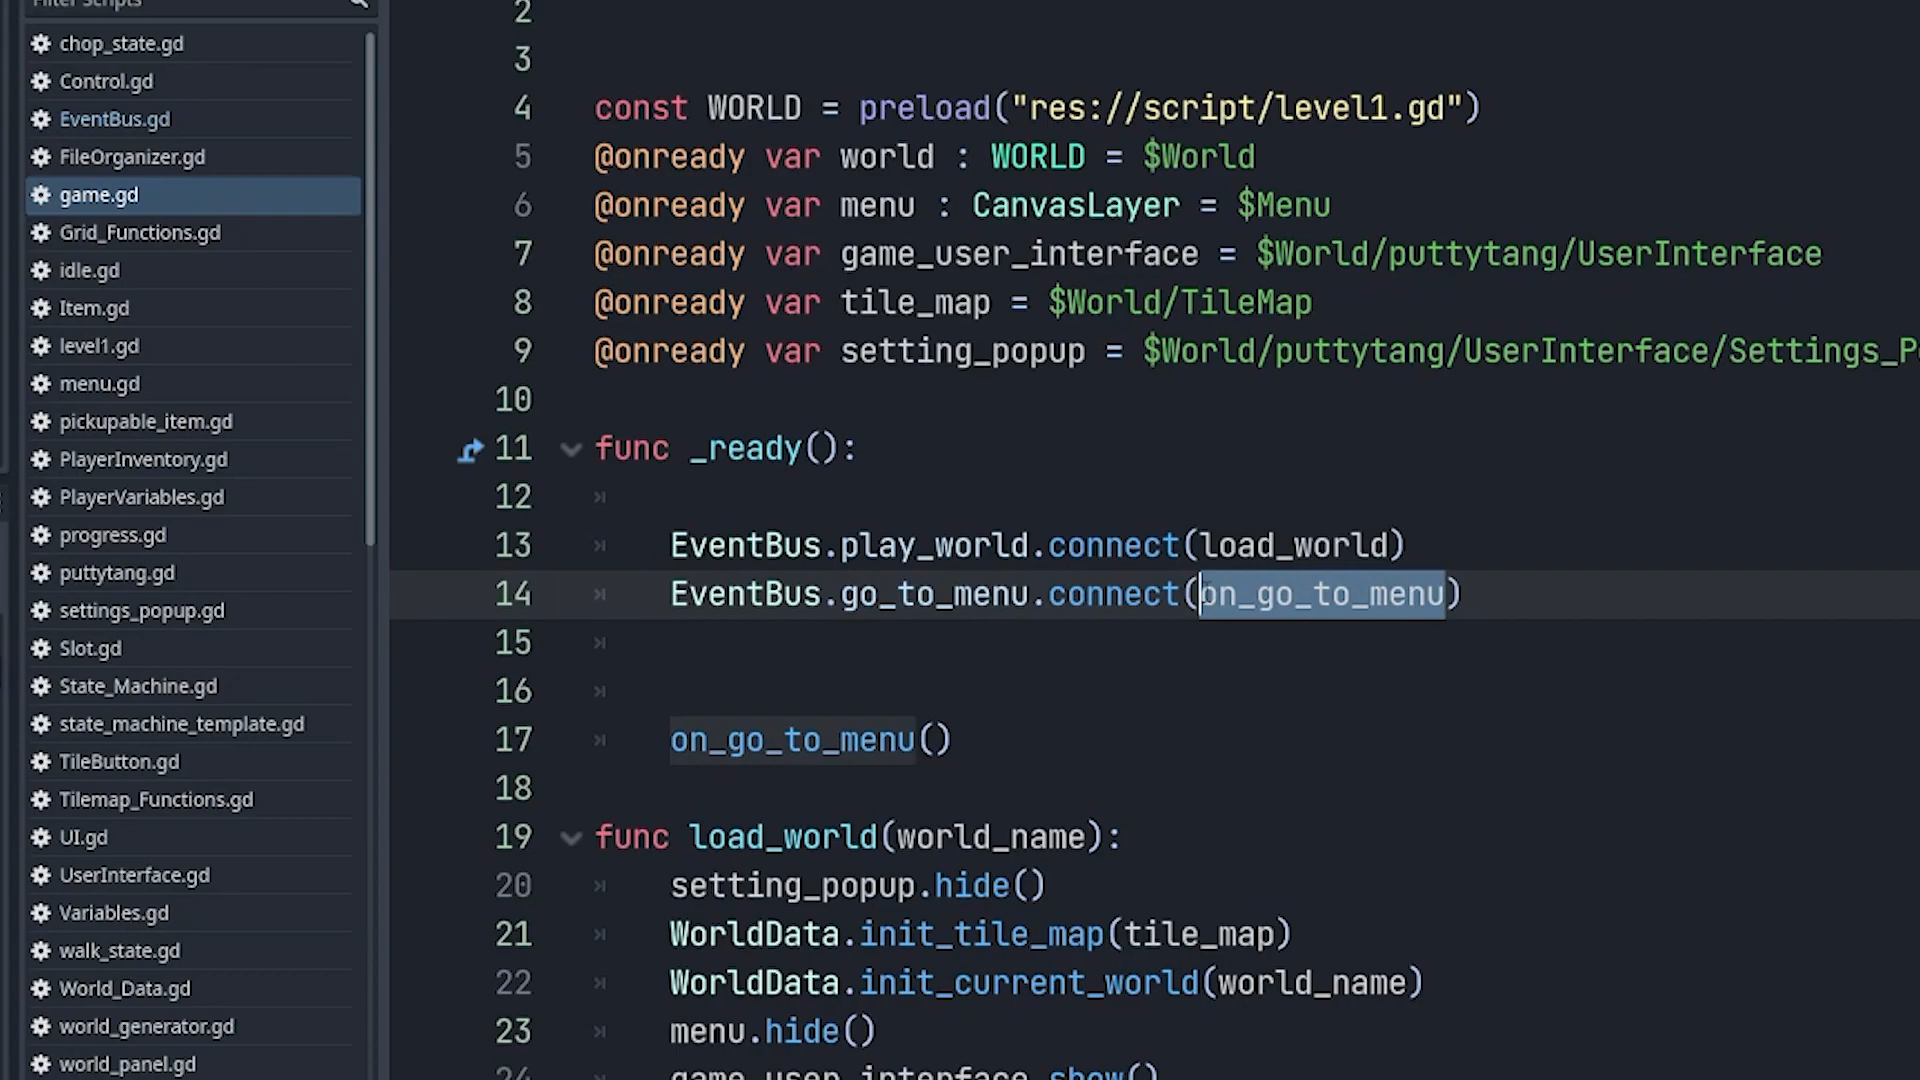 Filter Scripts
chop_state.gd
Control.gd
EventBus.gd
FileOrganizer.gd
game.gd
Grid_Functions.gd
idle.gd
Item.gd
level1.gd
menu.gd
pickupable_item.gd
PlayerInventory.gd
PlayerVariables.gd
progress.gd
puttytang.gd
settings_popup.gd
Slot.gd
State_Machine.gd
state_machine_template.gd
TileButton.gd
Tilemap_Functions.gd
UI.gd
UserInterface.gd
Variables.gd
walk_state.gd
World_Data.gd
world_generator.gd
world_panel.gd
2
3
4 const WORLD = preload("res://script/level1.gd")
5 @onready var world : WORLD = $World
6 @onready var menu : CanvasLayer = $Menu
7 @onready var game_user_interface = $World/puttytang/UserInterface
8 @onready var tile_map = $World/TileMap
9 @onready var setting_popup = $World/puttytang/UserInterface/Settings_P
10
11 func _ready():
12
13 EventBus.play_world.connect(load_world)
14 EventBus.go_to_menu.connect(on_go_to_menu)
15
16
17 on_go_to_menu()
18
19 func load_world(world_name):
20 setting_popup.hide()
21 WorldData.init_tile_map(tile_map)
22 WorldData.init_current_world(world_name)
23 menu.hide()
24 game_user_interface.show()